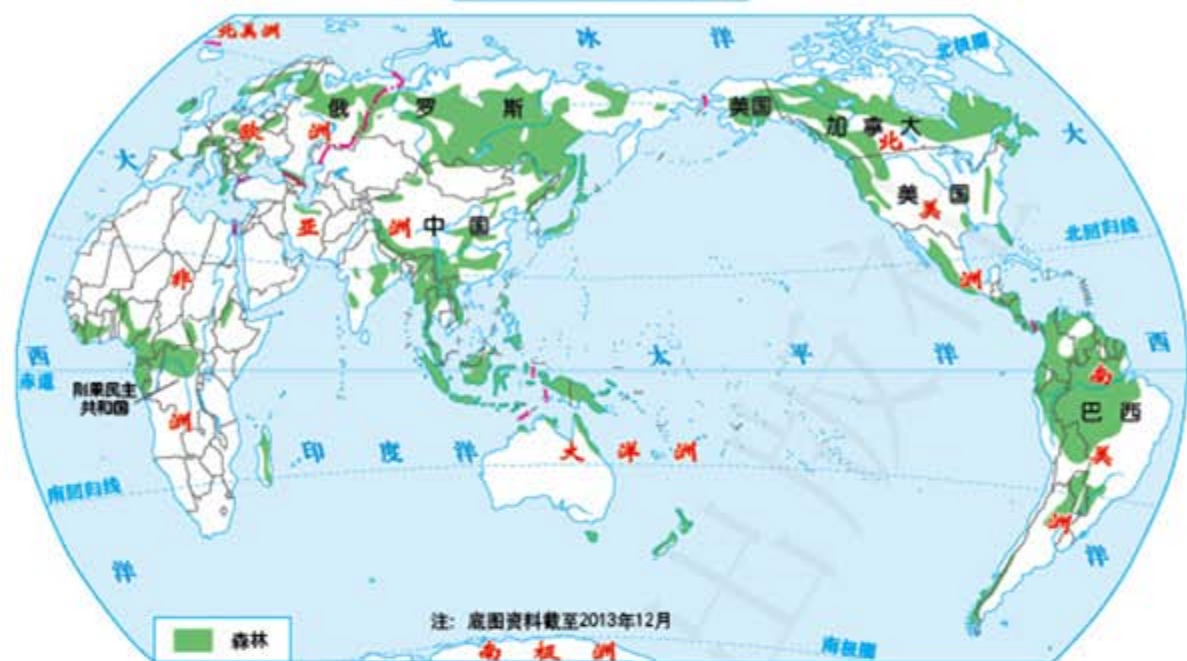 北美洲
北 冰 洋
北极圈
俄 罗 斯
美国
加拿大
欧 洲
北
大
大
美 国
美
亚 洲 中 国
北回归线
非
洲
西
太 平 洋
西
赤道
刚果民主
共和国
南
巴 西
洲
印 度 洋
大 洋 洲
美
南回归线
洲
洋
洋
注: 底图资料截至2013年12月
森林
南 极 洲
南极圈